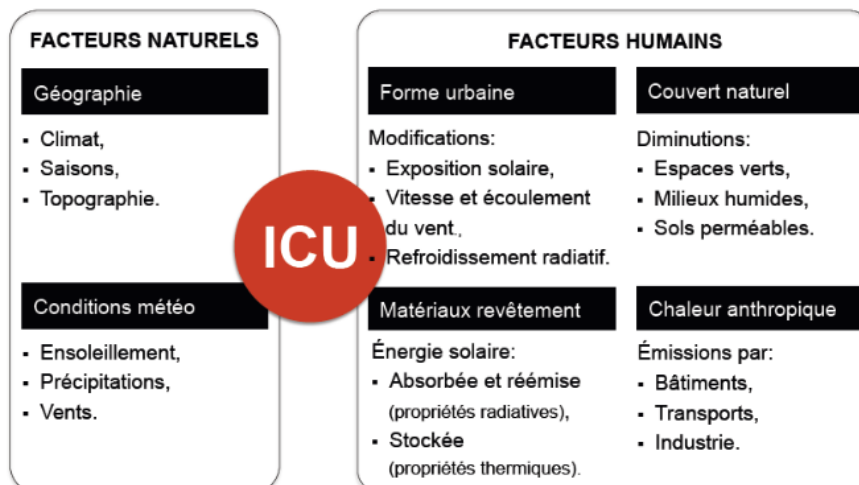 FACTEURS NATURELS
Géographie
▪ Climat,
▪ Saisons,
▪ Topographie.
Conditions météo
▪ Ensoleillement,
▪ Précipitations,
▪ Vents.
ICU
FACTEURS HUMAINS
Forme urbaine
Modifications:
▪ Exposition solaire,
▪ Vitesse et écoulement
du vent.,
▪ Refroidissement radiatif.
Couvert naturel
Diminutions:
▪ Espaces verts,
▪ Milieux humides,
▪ Sols perméables.
Matériaux revêtement
Énergie solaire:
▪ Absorbée et réémise
(propriétés radiatives),
▪ Stockée
(propriétés thermiques).
Chaleur anthropique
Émissions par:
▪ Bâtiments,
▪ Transports,
▪ Industrie.